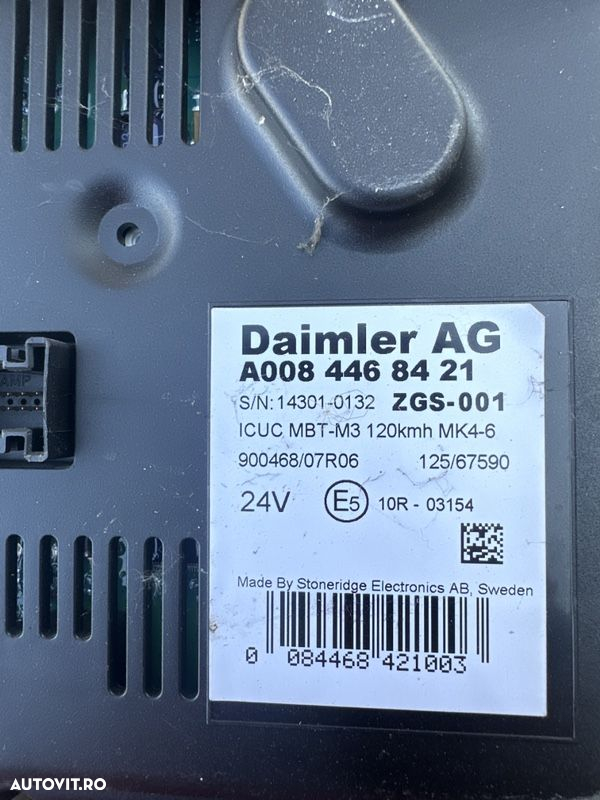 Daimler AG
A008 446 84 21
S/N: 14301-0132 ZGS-001
ICUC MBT-M3 120kmh MK4-6
900468/07R06 125/67590
24V E5 10R - 03154
AMP
Made By Stoneridge Electronics AB, Sweden
0 084468 421003
AUTOVIT.RO